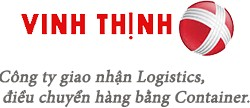 VINH THỊNH
Công ty giao nhận Logistics,
điều chuyển hàng bằng Container.